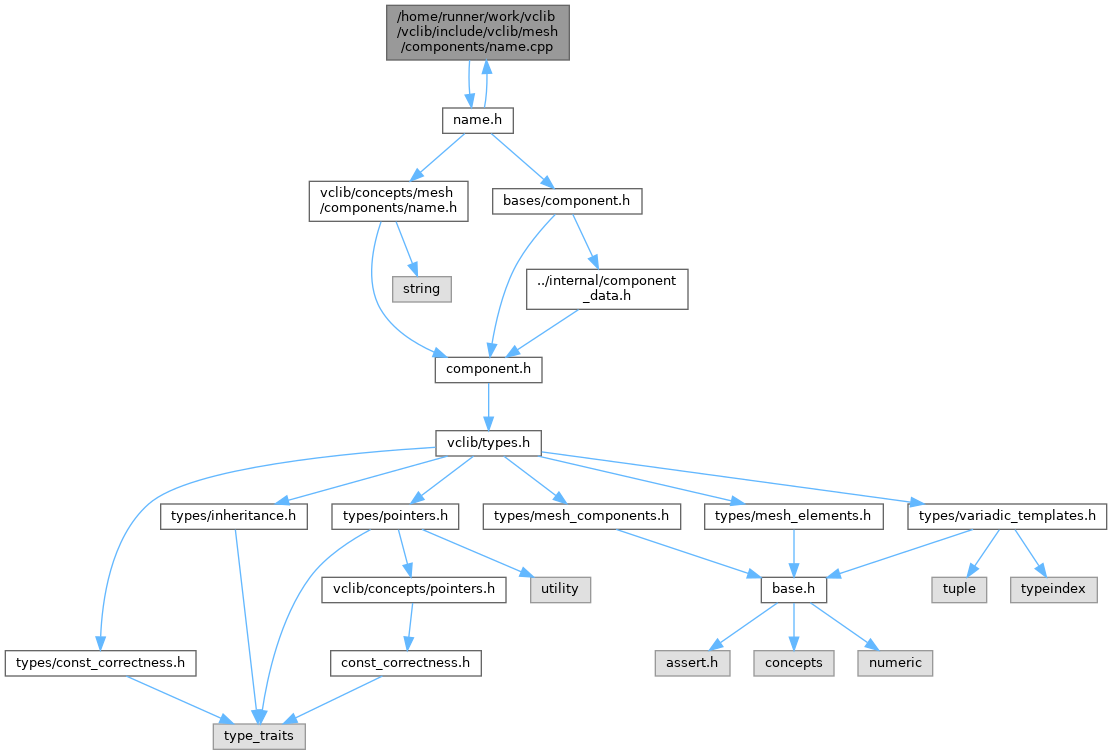 /home/runner/work/vclib
/vclib/include/vclib/mesh
/components/name.cpp
name.h
vclib/concepts/mesh
/components/name.h
bases/component.h
string
../internal/component
_data.h
component.h
vclib/types.h
types/inheritance.h
types/pointers.h
types/mesh_components.h
types/mesh_elements.h
types/variadic_templates.h
vclib/concepts/pointers.h
utility
base.h
tuple
typeindex
types/const_correctness.h
const_correctness.h
assert.h
concepts
numeric
type_traits